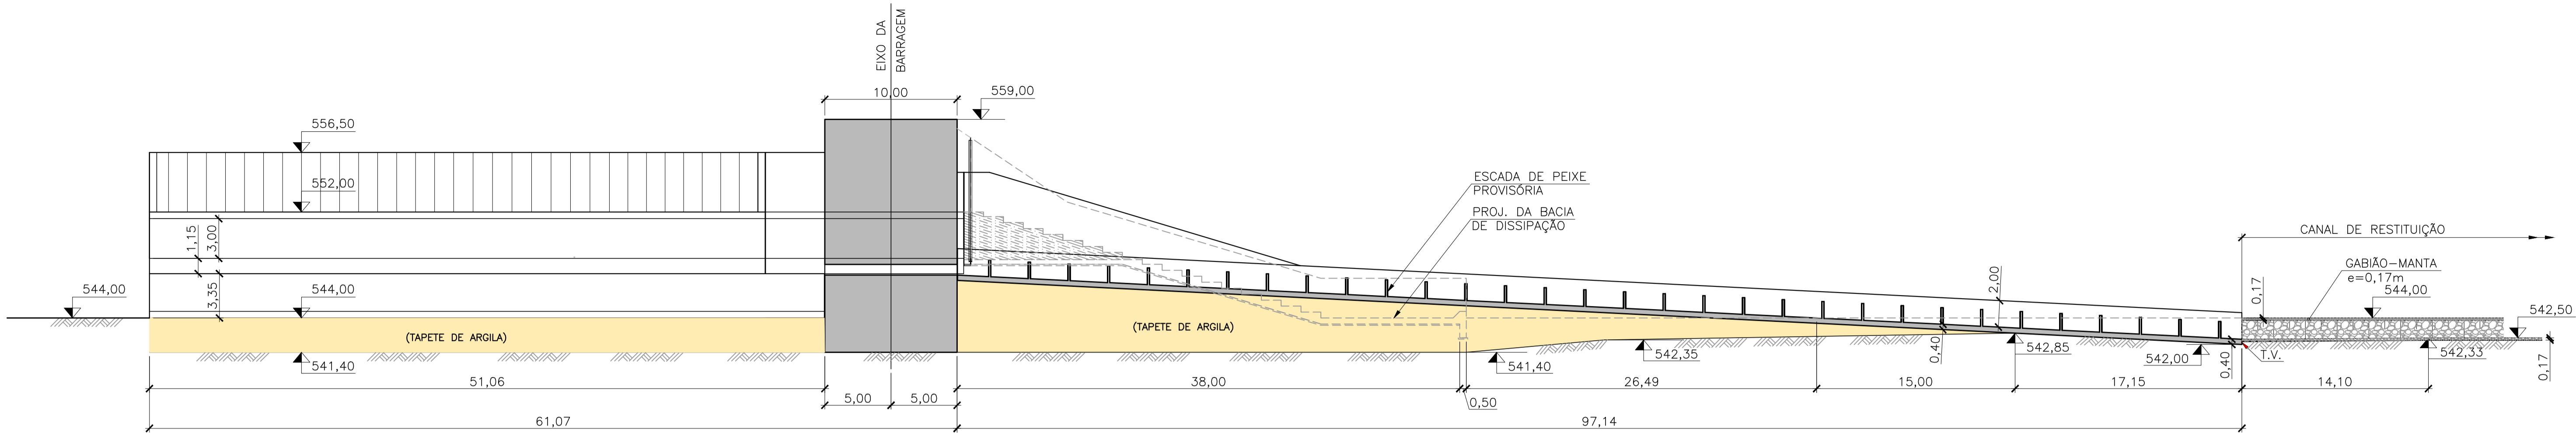 EIXO DA
BARRAGEM
10,00
559,00
556,50
552,00
1,15
3,00
3,35
544,00
544,00
(TAPETE DE ARGILA)
541,40
51,06
5,00
5,00
61,07
ESCADA DE PEIXE
PROVISÓRIA
PROJ. DA BACIA
DE DISSIPAÇÃO
(TAPETE DE ARGILA)
2,00
0,40
541,40
542,35
542,85
542,00
0,40
T.V.
38,00
0,50
26,49
15,00
17,15
14,10
97,14
CANAL DE RESTITUIÇÃO
GABIÃO-MANTA
e=0,17m
0,17
544,00
542,50
542,33
0,17